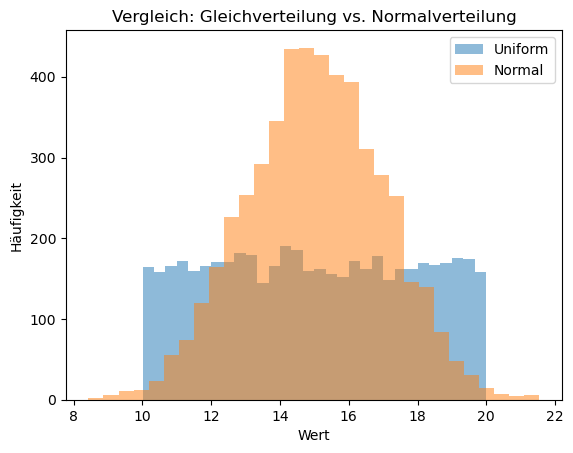 Vergleich: Gleichverteilung vs. Normalverteilung
Uniform
Normal
Häufigkeit
400
300
200
100
0
8 10 12 14 16 18 20 22
Wert